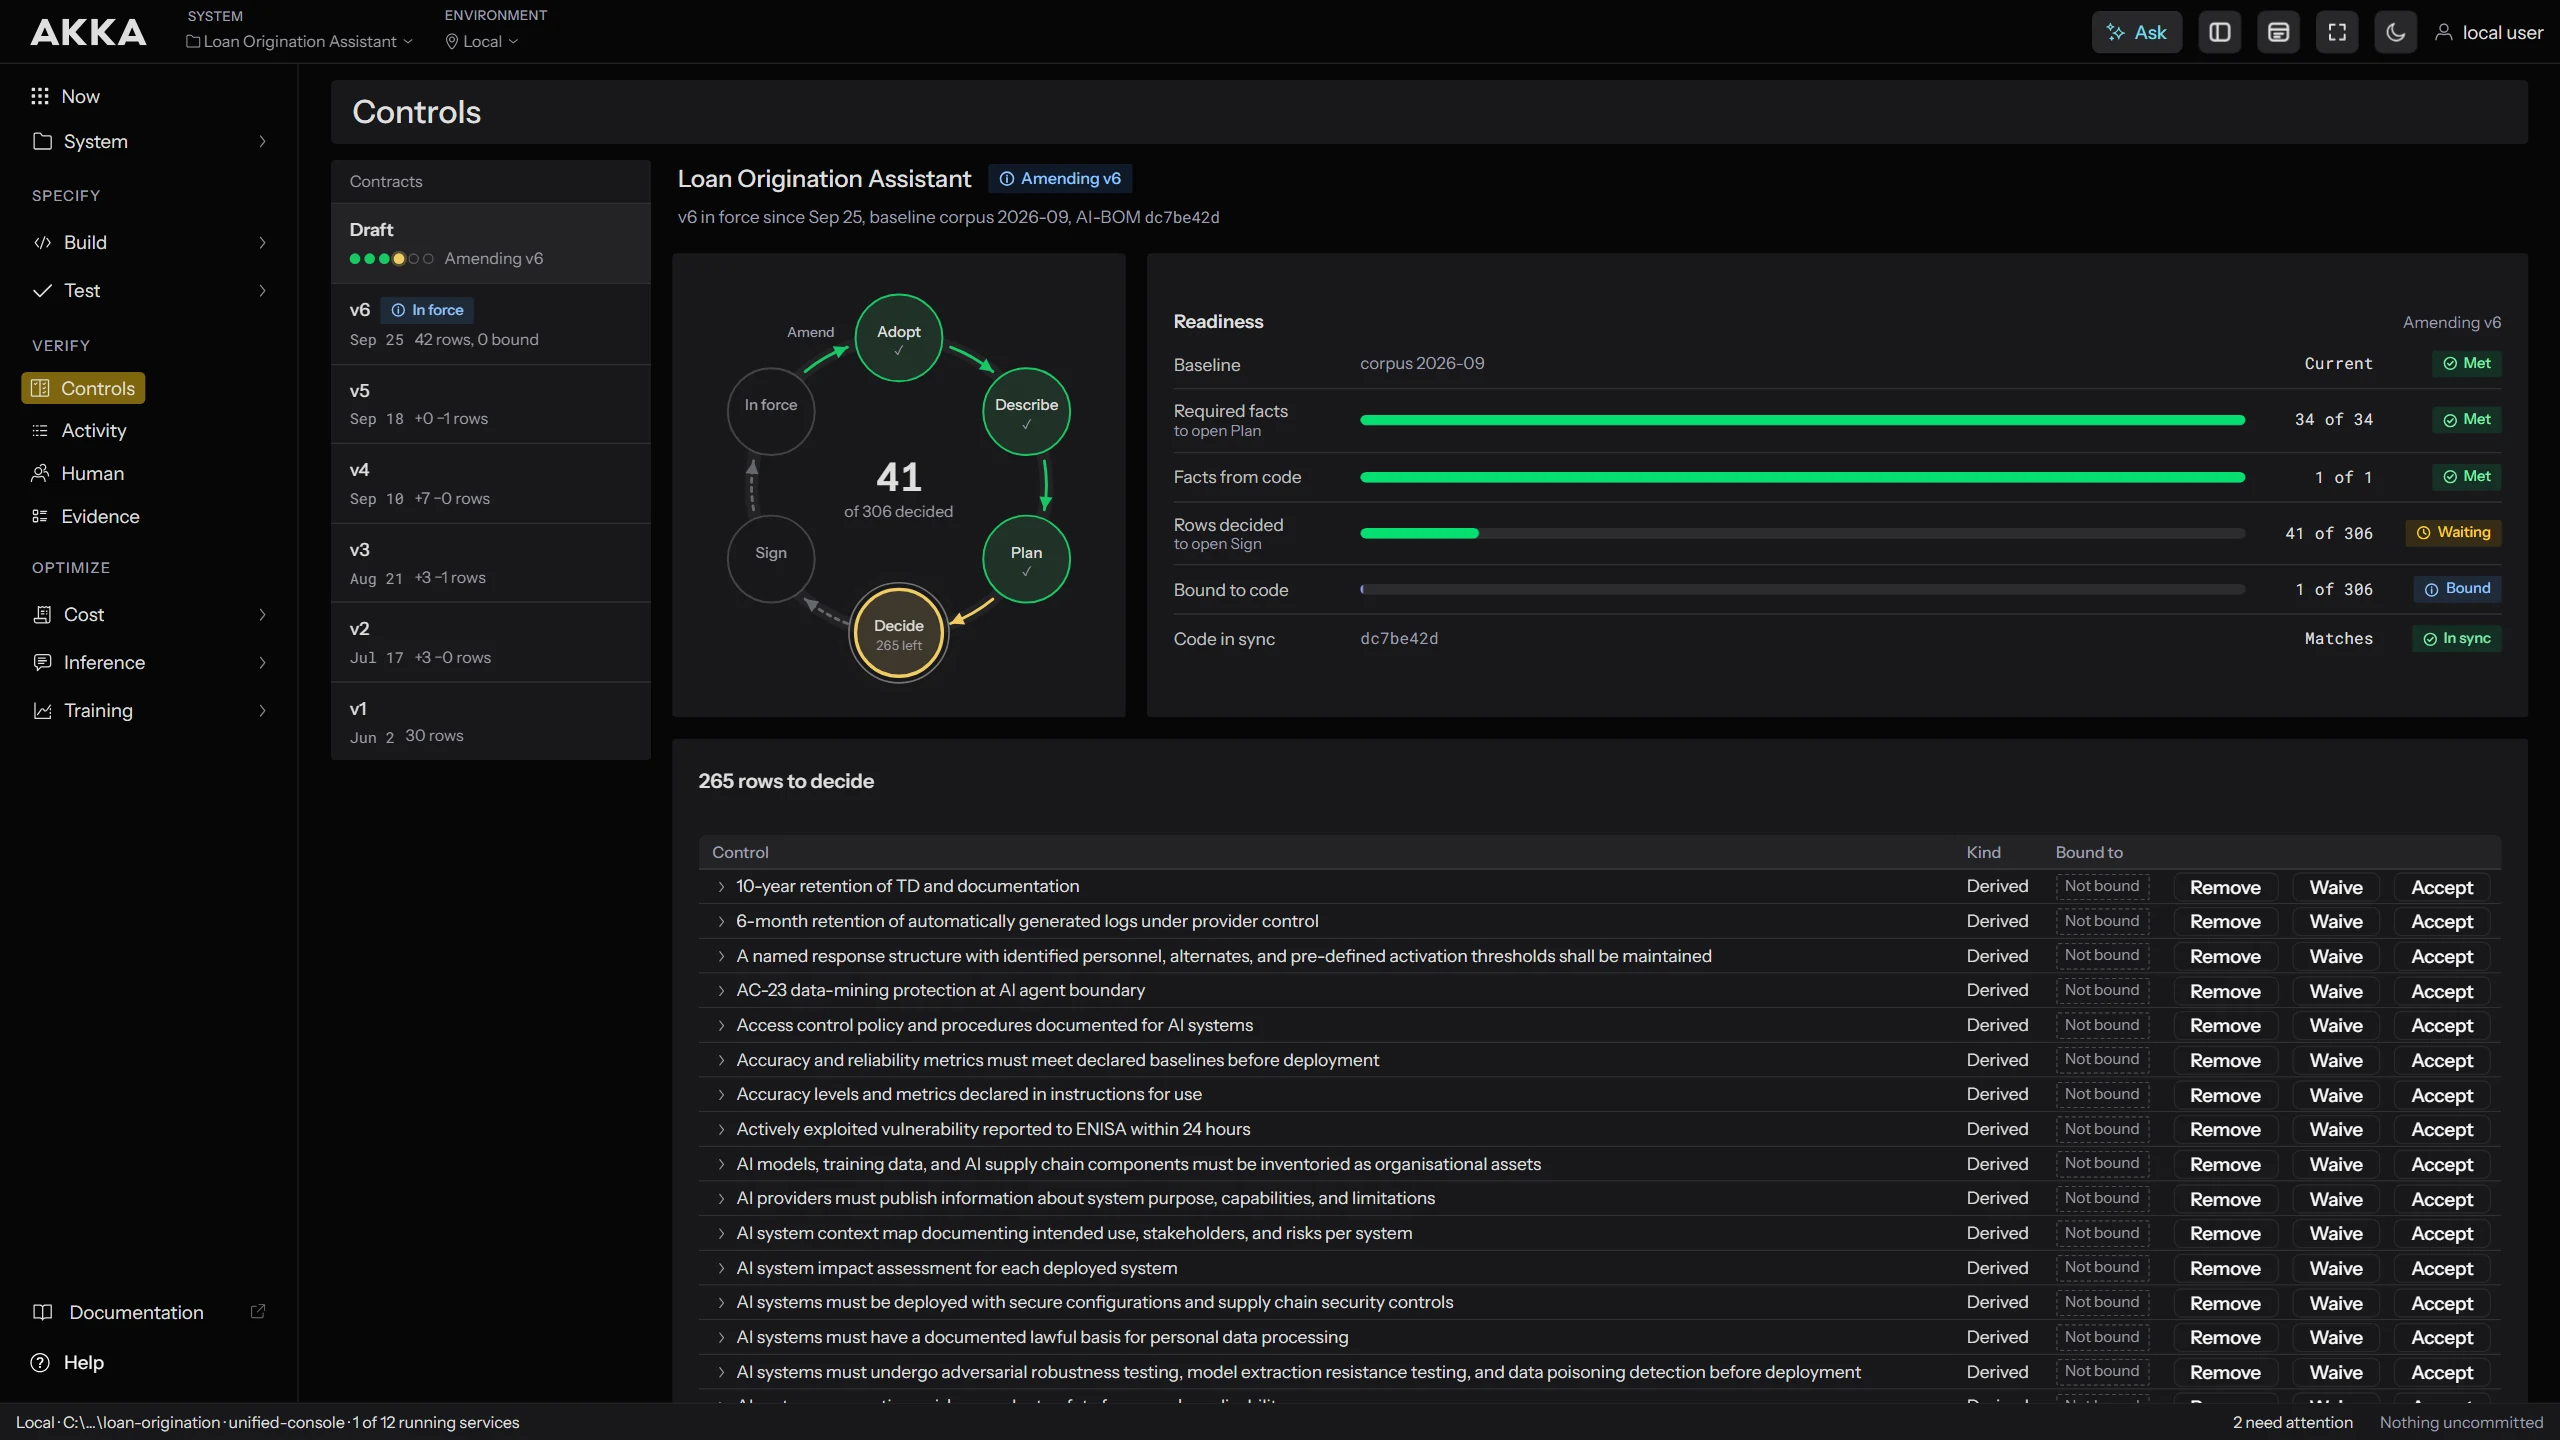 AKKA
SYSTEM
Loan Origination Assistant
ENVIRONMENT
Local
Ask
local user
Now
System
SPECIFY
Build
Test
VERIFY
Controls
Activity
Human
Evidence
OPTIMIZE
Cost
Inference
Training
Documentation
Help
Controls
Contracts
Draft
Amending v6
v6 In force
Sep 25 42 rows, 0 bound
v5
Sep 18 +0 −1 rows
v4
Sep 10 +7 −0 rows
v3
Aug 21 +3 −1 rows
v2
Jul 17 +3 −0 rows
v1
Jun 2 30 rows
Loan Origination Assistant Amending v6
v6 in force since Sep 25, baseline corpus 2026-09, AI-BOM dc7be42d
Amend
Adopt
In force
Describe
41
of 306 decided
Sign
Plan
Decide
265 left
Readiness Amending v6
Baseline corpus 2026-09 Current Met
Required facts
to open Plan
34 of 34 Met
Facts from code 1 of 1 Met
Rows decided
to open Sign
41 of 306 Waiting
Bound to code 1 of 306 Bound
Code in sync dc7be42d Matches In sync
265 rows to decide
Control Kind Bound to
10-year retention of TD and documentation Derived Not bound Remove Waive Accept
6-month retention of automatically generated logs under provider control Derived Not bound Remove Waive Accept
A named response structure with identified personnel, alternates, and pre-defined activation thresholds shall be maintained Derived Not bound Remove Waive Accept
AC-23 data-mining protection at AI agent boundary Derived Not bound Remove Waive Accept
Access control policy and procedures documented for AI systems Derived Not bound Remove Waive Accept
Accuracy and reliability metrics must meet declared baselines before deployment Derived Not bound Remove Waive Accept
Accuracy levels and metrics declared in instructions for use Derived Not bound Remove Waive Accept
Actively exploited vulnerability reported to ENISA within 24 hours Derived Not bound Remove Waive Accept
AI models, training data, and AI supply chain components must be inventoried as organisational assets Derived Not bound Remove Waive Accept
AI providers must publish information about system purpose, capabilities, and limitations Derived Not bound Remove Waive Accept
AI system context map documenting intended use, stakeholders, and risks per system Derived Not bound Remove Waive Accept
AI system impact assessment for each deployed system Derived Not bound Remove Waive Accept
AI systems must be deployed with secure configurations and supply chain security controls Derived Not bound Remove Waive Accept
AI systems must have a documented lawful basis for personal data processing Derived Not bound Remove Waive Accept
AI systems must undergo adversarial robustness testing, model extraction resistance testing, and data poisoning detection before deployment Derived Not bound Remove Waive Accept
Local · C:\...\loan-origination · unified-console · 1 of 12 running services
2 need attention Nothing uncommitted